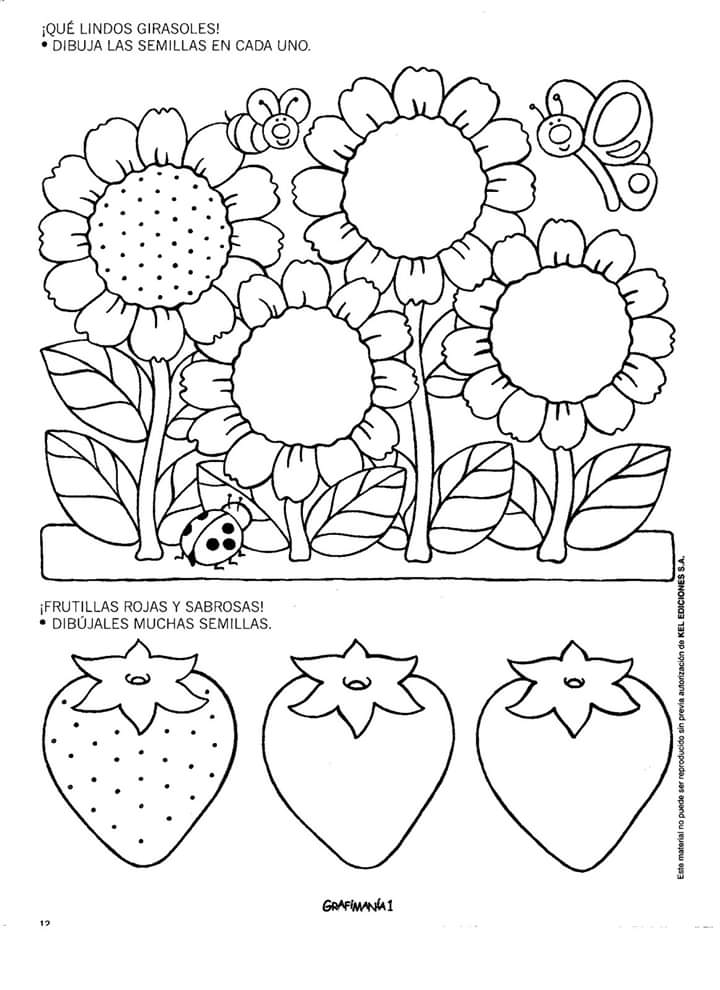 ¡QUÉ LINDOS GIRASOLES!
• DIBUJA LAS SEMILLAS EN CADA UNO.
¡FRUTILLAS ROJAS Y SABROSAS!
• DIBÚJALES MUCHAS SEMILLAS.
Este material no puede ser reproducido sin previa autorización de KEL EDICIONES S.A.
GRAFIMANÍA 1
12